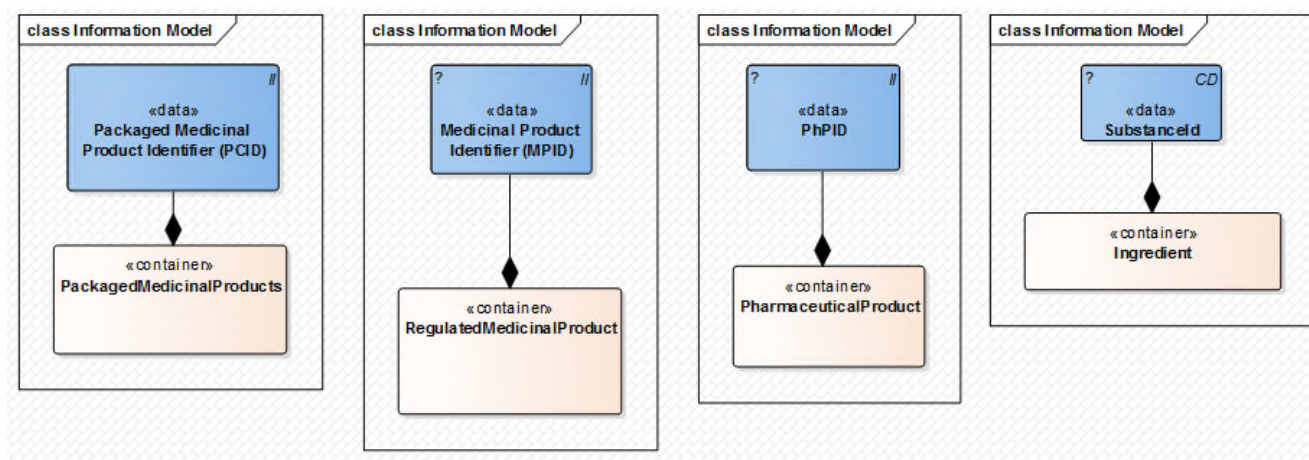 class Information Model
II
«data»
Packaged Medicinal
Product Identifier (PCID)
«container»
PackagedMedicinalProducts
class Information Model
?
II
«data»
Medicinal Product
Identifier (MPID)
«container»
RegulatedMedicinalProduct
class Information Model
?
II
«data»
PhPID
«container»
PharmaceuticalProduct
class Information Model
?
CD
«data»
SubstanceId
«container»
Ingredient